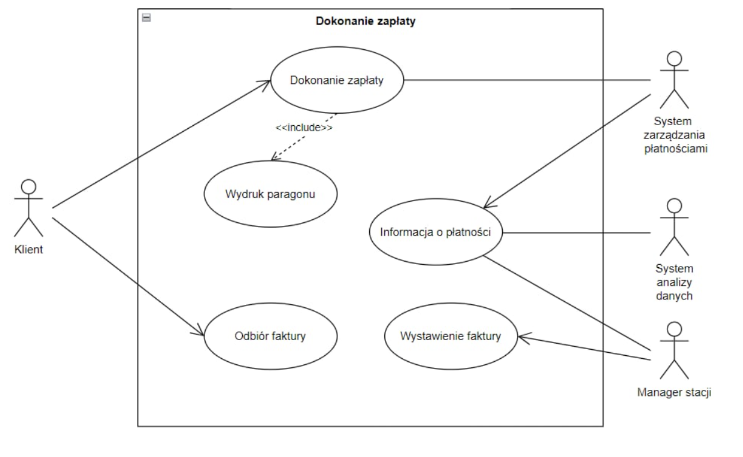 Dokonanie zapłaty
Dokonanie zapłaty
<<include>>
Wydruk paragonu
Informacja o płatności
Odbiór faktury
Wystawienie faktury
Klient
System
zarządzania
płatnościami
System
analizy
danych
Manager stacji